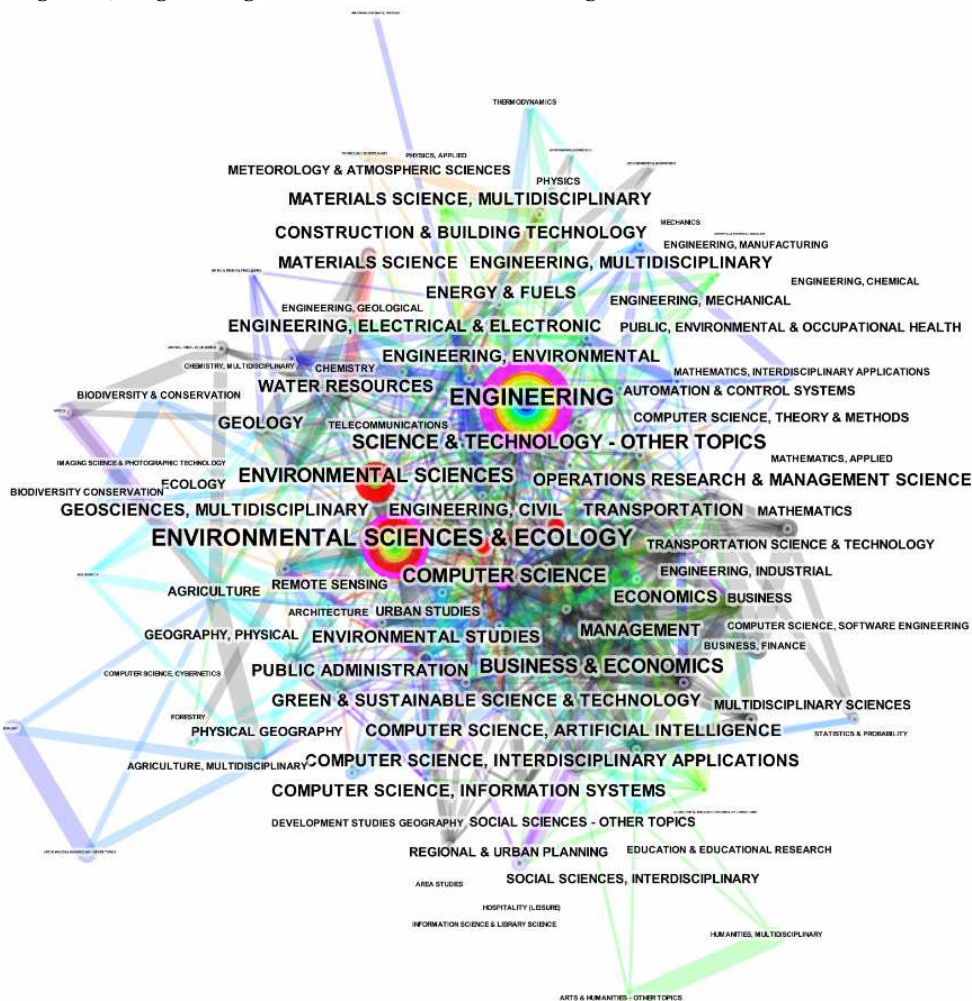 THERMODYNAMICS
PHYSICS, APPLIED
METEOROLOGY & ATMOSPHERIC SCIENCES
PHYSICS
MATERIALS SCIENCE, MULTIDISCIPLINARY
MECHANICS
CONSTRUCTION & BUILDING TECHNOLOGY
ENGINEERING, MANUFACTURING
MATERIALS SCIENCE
ENGINEERING, MULTIDISCIPLINARY
ENGINEERING, CHEMICAL
ENERGY & FUELS
ENGINEERING, MECHANICAL
ENGINEERING, GEOLOGICAL
ENGINEERING, ELECTRICAL & ELECTRONIC
PUBLIC, ENVIRONMENTAL & OCCUPATIONAL HEALTH
ENGINEERING, ENVIRONMENTAL
CHEMISTRY, MULTIDISCIPLINARY
CHEMISTRY
MATHEMATICS, INTERDISCIPLINARY APPLICATIONS
WATER RESOURCES
BIODIVERSITY & CONSERVATION
ENGINEERING
AUTOMATION & CONTROL SYSTEMS
GEOLOGY
TELECOMMUNICATIONS
COMPUTER SCIENCE, THEORY & METHODS
SCIENCE & TECHNOLOGY - OTHER TOPICS
IMAGING SCIENCE & PHOTOGRAPHIC TECHNOLOGY
MATHEMATICS, APPLIED
ENVIRONMENTAL SCIENCES
OPERATIONS RESEARCH & MANAGEMENT SCIENCE
BIODIVERSITY CONSERVATION
ECOLOGY
GEOSCIENCES, MULTIDISCIPLINARY
ENGINEERING, CIVIL
TRANSPORTATION
MATHEMATICS
ENVIRONMENTAL SCIENCES & ECOLOGY
TRANSPORTATION SCIENCE & TECHNOLOGY
COMPUTER SCIENCE
ENGINEERING, INDUSTRIAL
AGRICULTURE
REMOTE SENSING
ECONOMICS
BUSINESS
ARCHITECTURE
URBAN STUDIES
COMPUTER SCIENCE, SOFTWARE ENGINEERING
GEOGRAPHY, PHYSICAL
ENVIRONMENTAL STUDIES
MANAGEMENT
BUSINESS, FINANCE
COMPUTER SCIENCE, CYBERNETICS
PUBLIC ADMINISTRATION
BUSINESS & ECONOMICS
GREEN & SUSTAINABLE SCIENCE & TECHNOLOGY
MULTIDISCIPLINARY SCIENCES
FORESTRY
PHYSICAL GEOGRAPHY
COMPUTER SCIENCE, ARTIFICIAL INTELLIGENCE
STATISTICS & PROBABILITY
AGRICULTURE, MULTIDISCIPLINARY
COMPUTER SCIENCE, INTERDISCIPLINARY APPLICATIONS
COMPUTER SCIENCE, INFORMATION SYSTEMS
DEVELOPMENT STUDIES
GEOGRAPHY
SOCIAL SCIENCES - OTHER TOPICS
REGIONAL & URBAN PLANNING
EDUCATION & EDUCATIONAL RESEARCH
AREA STUDIES
SOCIAL SCIENCES, INTERDISCIPLINARY
HOSPITALITY (LEISURE)
INFORMATION SCIENCE & LIBRARY SCIENCE
HUMANITIES, MULTIDISCIPLINARY
ARTS & HUMANITIES - OTHER TOPICS